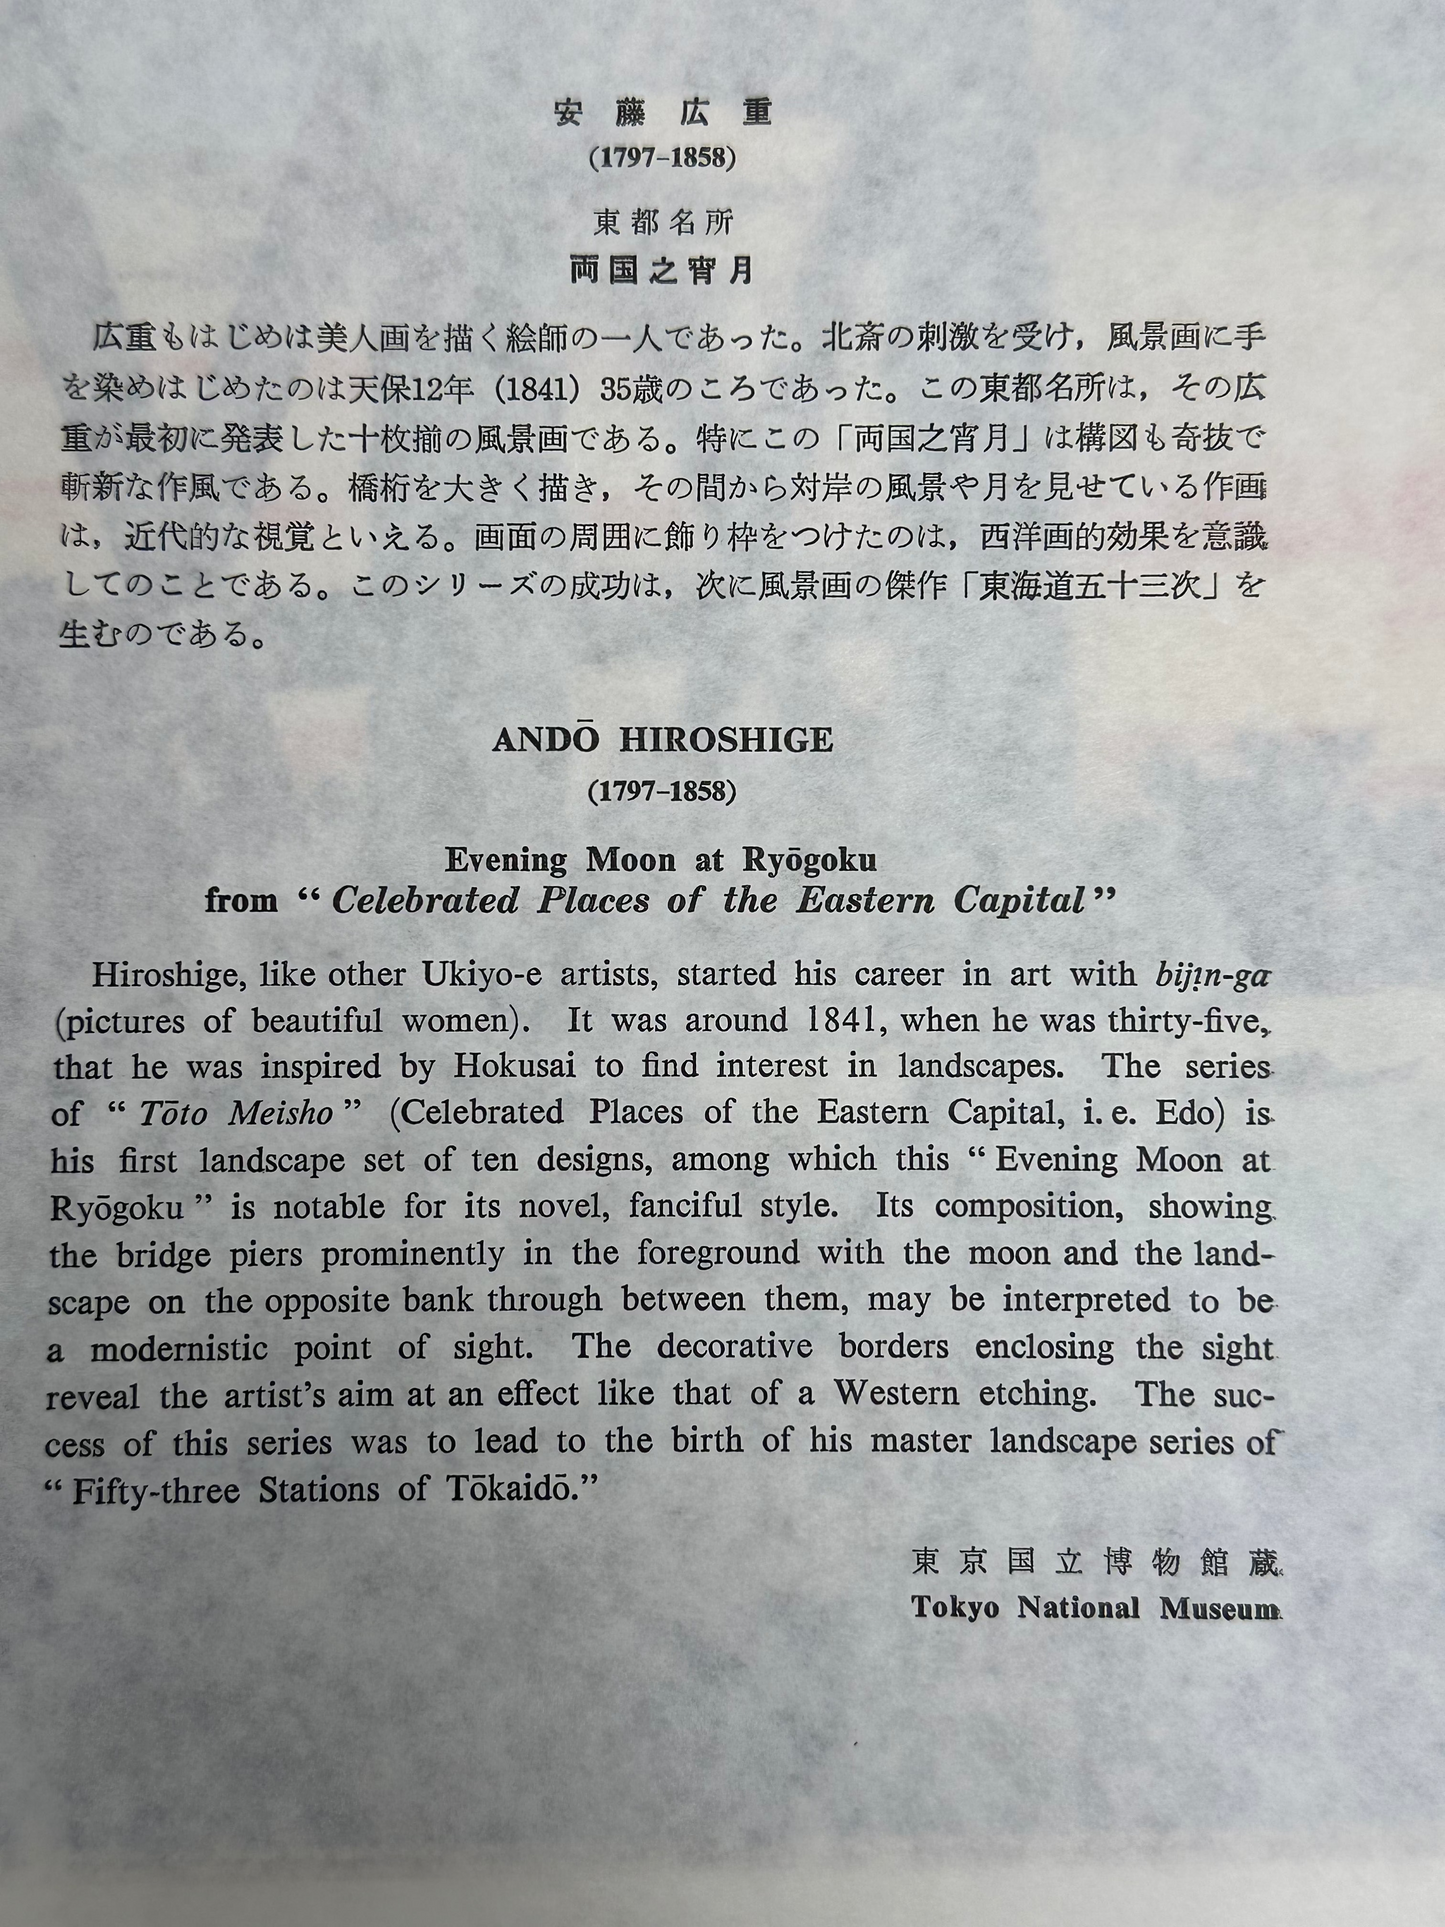 安藤広重
(1797–1858)
東都名所
両国之宵月
広重もはじめは美人画を描く絵師の一人であった。北斎の刺激を受け，風景画に手
を染めはじめたのは天保12年（1841）35歳のころであった。この東都名所は，その広
重が最初に発表した十枚揃の風景画である。特にこの「両国之宵月」は構図も奇抜で
斬新な作風である。橋桁を大きく描き，その間から対岸の風景や月を見せている作画
は，近代的な視覚といえる。画面の周囲に飾り枠をつけたのは，西洋画的効果を意識
してのことである。このシリーズの成功は，次に風景画の傑作「東海道五十三次」を
生むのである。
ANDŌ HIROSHIGE
(1797–1858)
Evening Moon at Ryōgoku
from “Celebrated Places of the Eastern Capital”
Hiroshige, like other Ukiyo-e artists, started his career in art with bijin-ga
(pictures of beautiful women). It was around 1841, when he was thirty-five,
that he was inspired by Hokusai to find interest in landscapes. The series
of “Tōto Meisho” (Celebrated Places of the Eastern Capital, i. e. Edo) is
his first landscape set of ten designs, among which this “Evening Moon at
Ryōgoku” is notable for its novel, fanciful style. Its composition, showing
the bridge piers prominently in the foreground with the moon and the land-
scape on the opposite bank through between them, may be interpreted to be
a modernistic point of sight. The decorative borders enclosing the sight
reveal the artist’s aim at an effect like that of a Western etching. The suc-
cess of this series was to lead to the birth of his master landscape series of
“Fifty-three Stations of Tōkaidō.”
東京国立博物館蔵
Tokyo National Museum